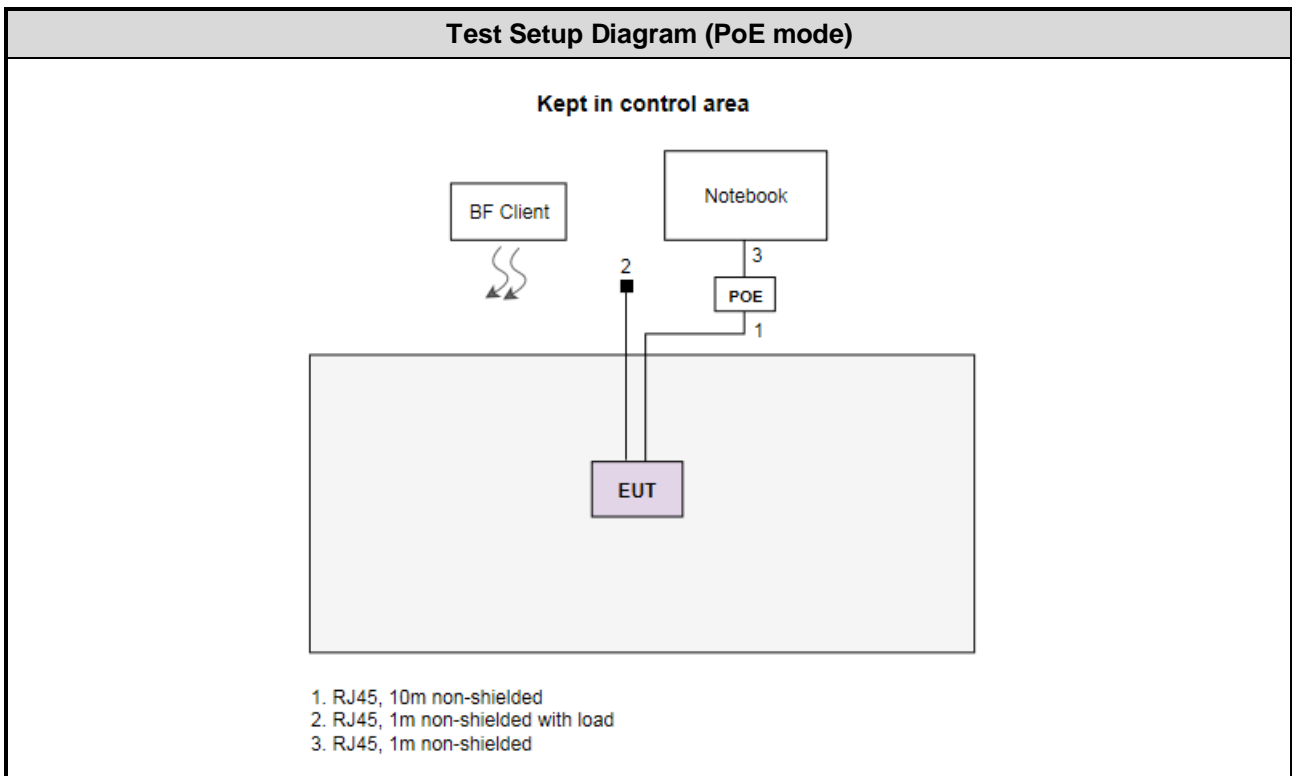 Test Setup Diagram (PoE mode)
Kept in control area
BF Client
Notebook
2
3
POE
1
EUT
1. RJ45, 10m non-shielded
2. RJ45, 1m non-shielded with load
3. RJ45, 1m non-shielded